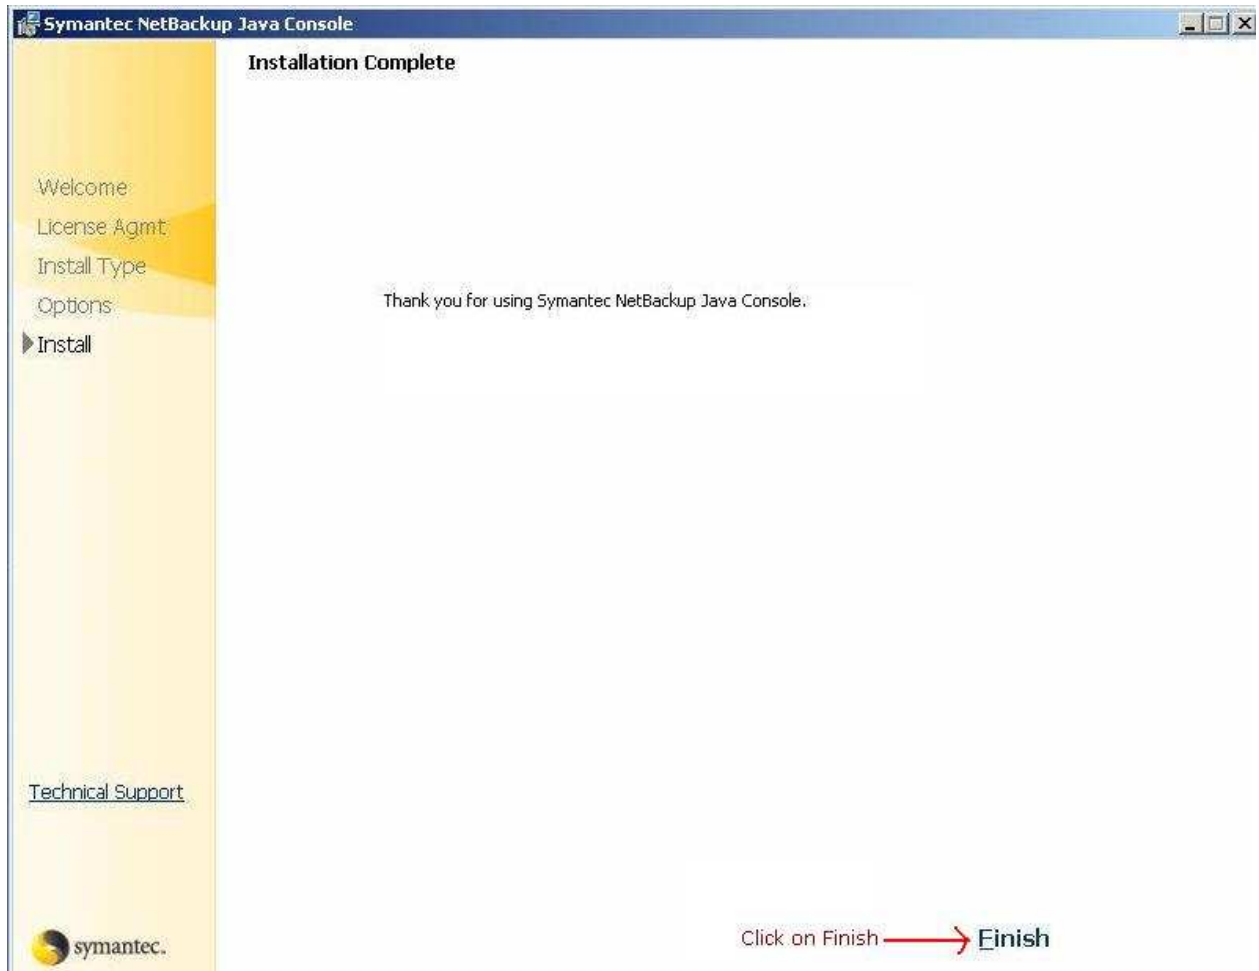 Symantec NetBackup Java Console
Installation Complete
Welcome
License Agmt
Install Type
Options
Install
Thank you for using Symantec NetBackup Java Console.
Technical Support
symantec.
Click on Finish
Finish